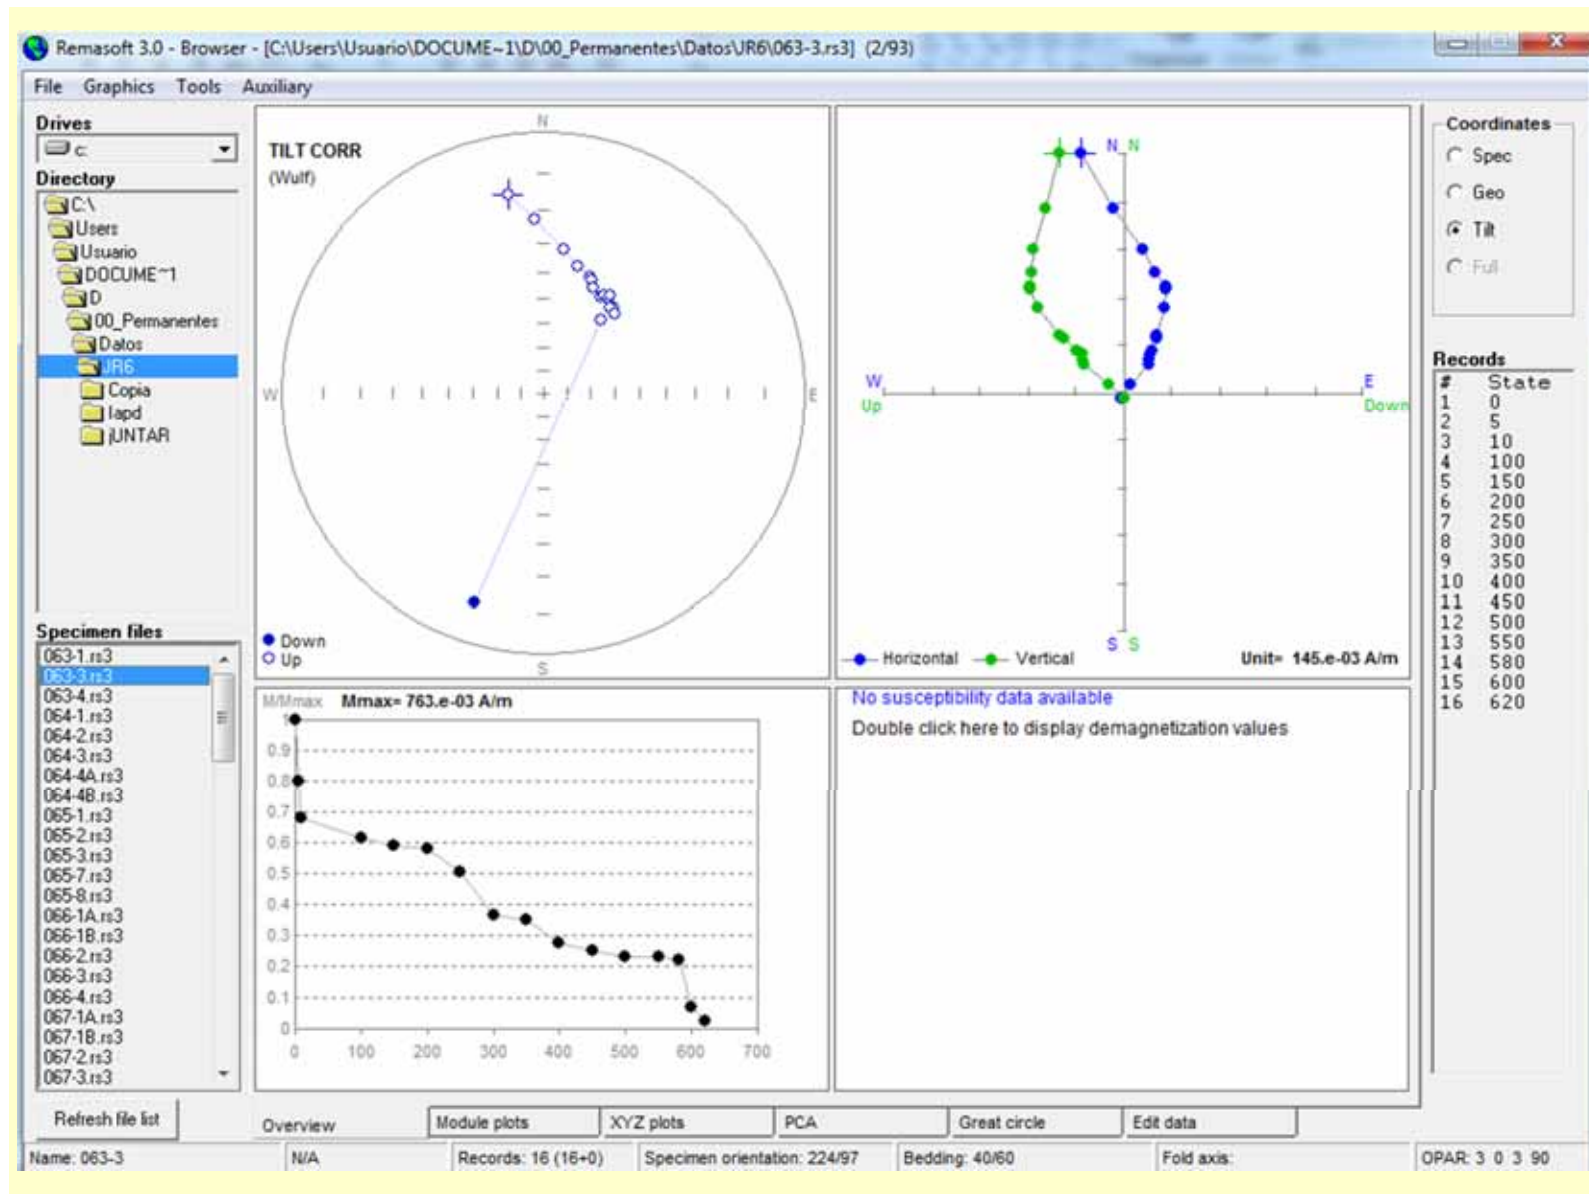 Remasoft 3.0 - Browser - [C:\Users\Usuario\DOCUME~1\D\00_Permanentes\Datos\JR6\063-3.rs3] (2/93)
File Graphics Tools Auxiliary
Drives
c:
Directory
C:\
Users
Usuario
DOCUME~1
D
00_Permanentes
Datos
JR6
Copia
lapd
jUNTAR
Specimen files
063-1.rs3
063-3.rs3
063-4.rs3
064-1.rs3
064-2.rs3
064-3.rs3
064-4A.rs3
064-4B.rs3
065-1.rs3
065-2.rs3
065-3.rs3
065-7.rs3
065-8.rs3
066-1A.rs3
066-1B.rs3
066-2.rs3
066-3.rs3
066-4.rs3
067-1A.rs3
067-1B.rs3
067-2.rs3
067-3.rs3
Refresh file list
TILT CORR
(Wulf)
N
W
E
S
Down
Up
N N
W
Up
E
Down
S S
Horizontal Vertical
Unit= 145.e-03 A/m
M/Mmax Mmax= 763.e-03 A/m
1
0.9
0.8
0.7
0.6
0.5
0.4
0.3
0.2
0.1
0
0 100 200 300 400 500 600 700
No susceptibility data available
Double click here to display demagnetization values
Coordinates
Spec
Geo
Tilt
Full
Records
# State
1 0
2 5
3 10
4 100
5 150
6 200
7 250
8 300
9 350
10 400
11 450
12 500
13 550
14 580
15 600
16 620
Overview Module plots XYZ plots PCA Great circle Edit data
Name: 063-3 N/A Records: 16 (16+0) Specimen orientation: 224/97 Bedding: 40/60 Fold axis: OPAR: 3 0 3 90